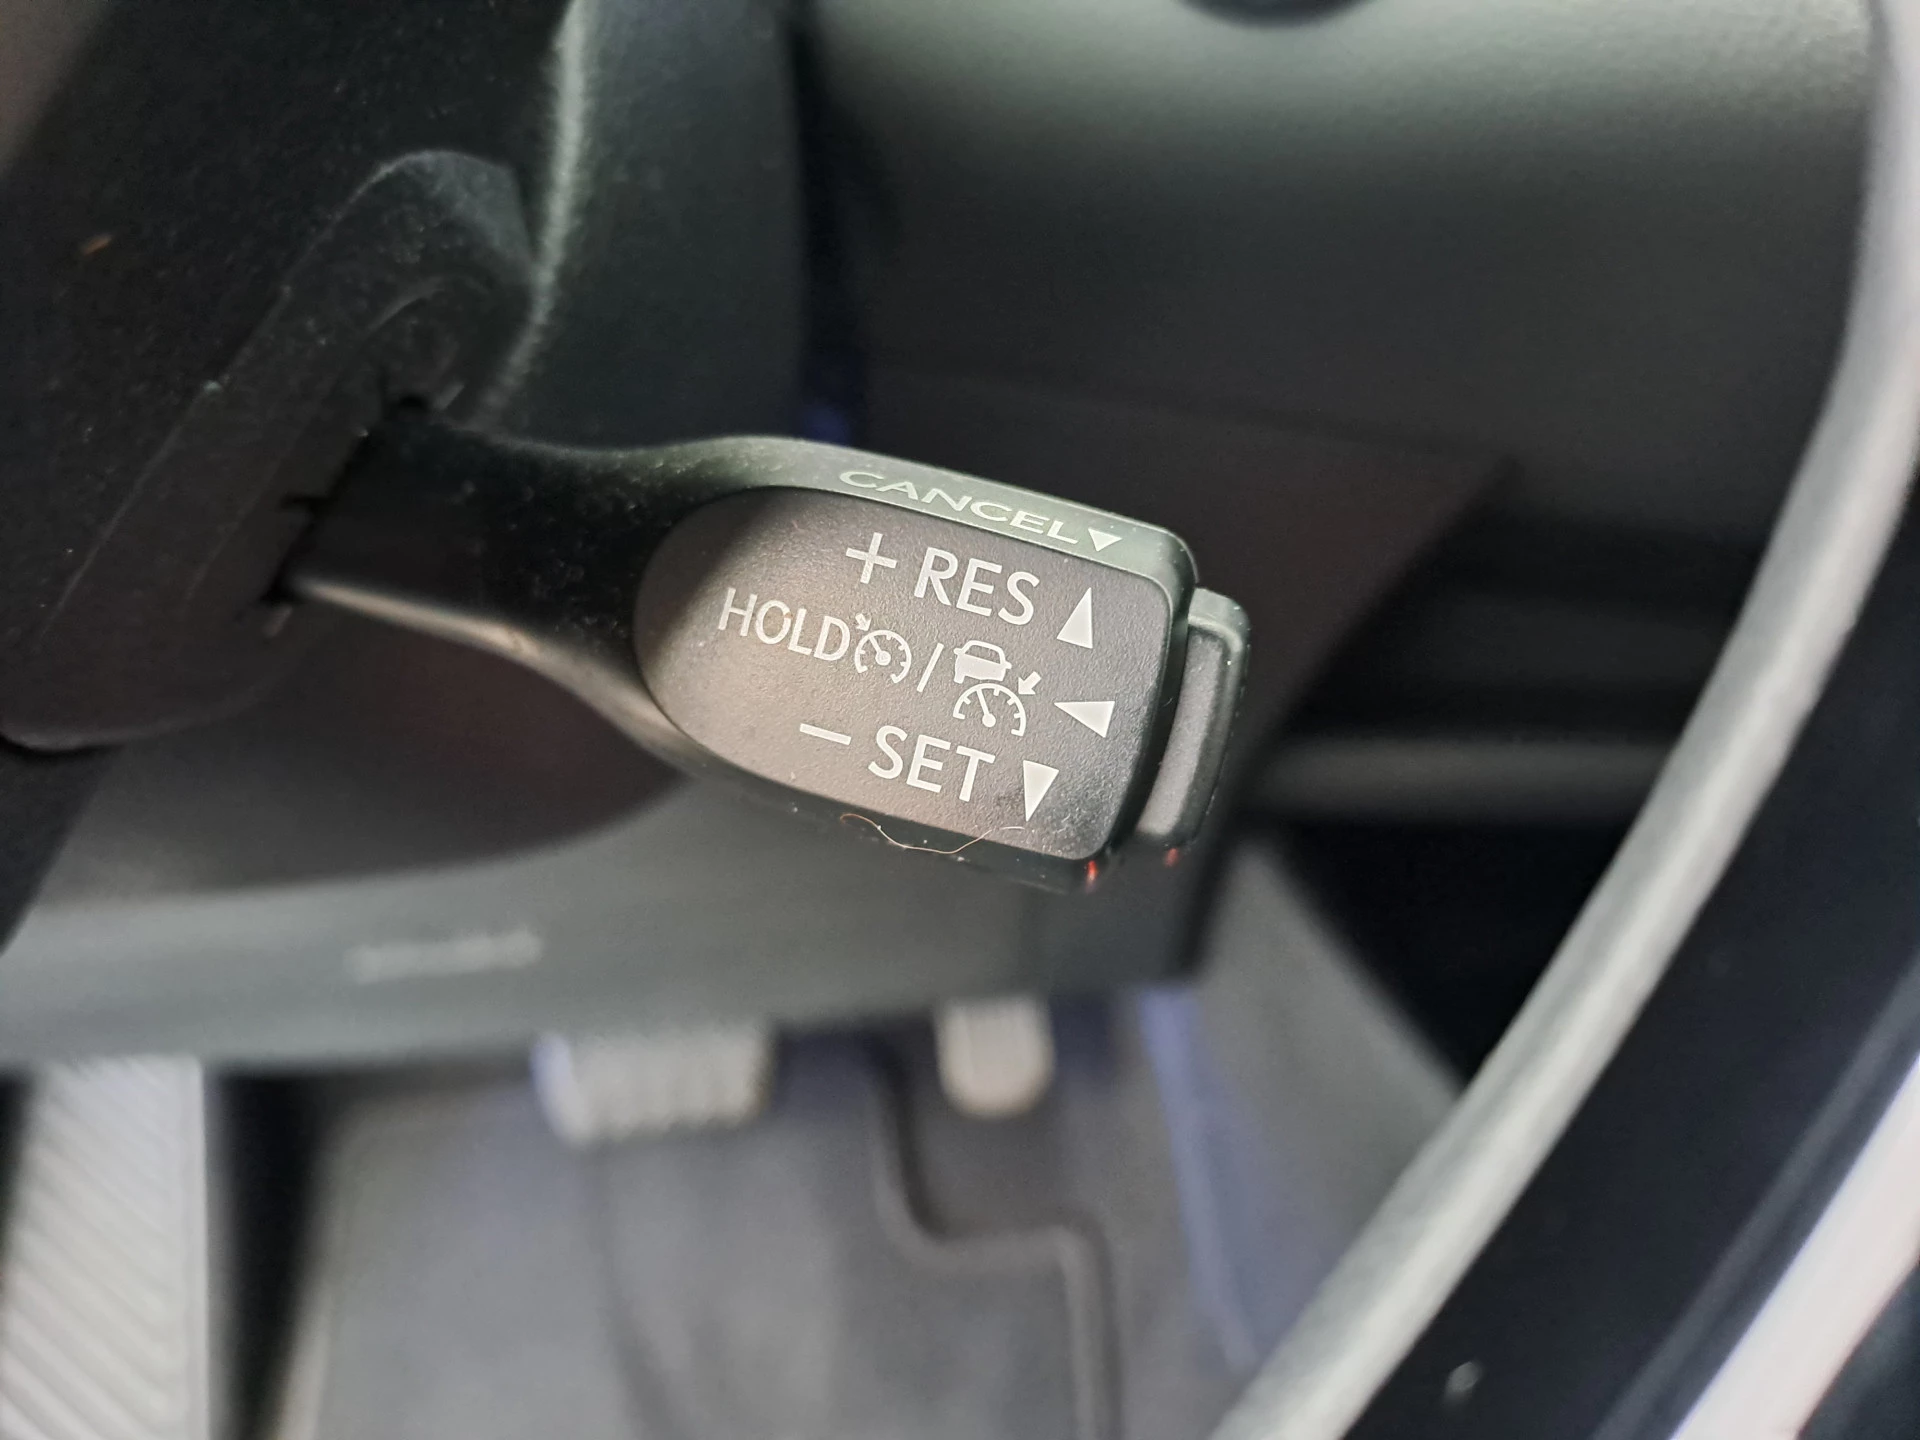 CANCEL▼
+ RES ▲
HOLD / ◀
− SET ▼